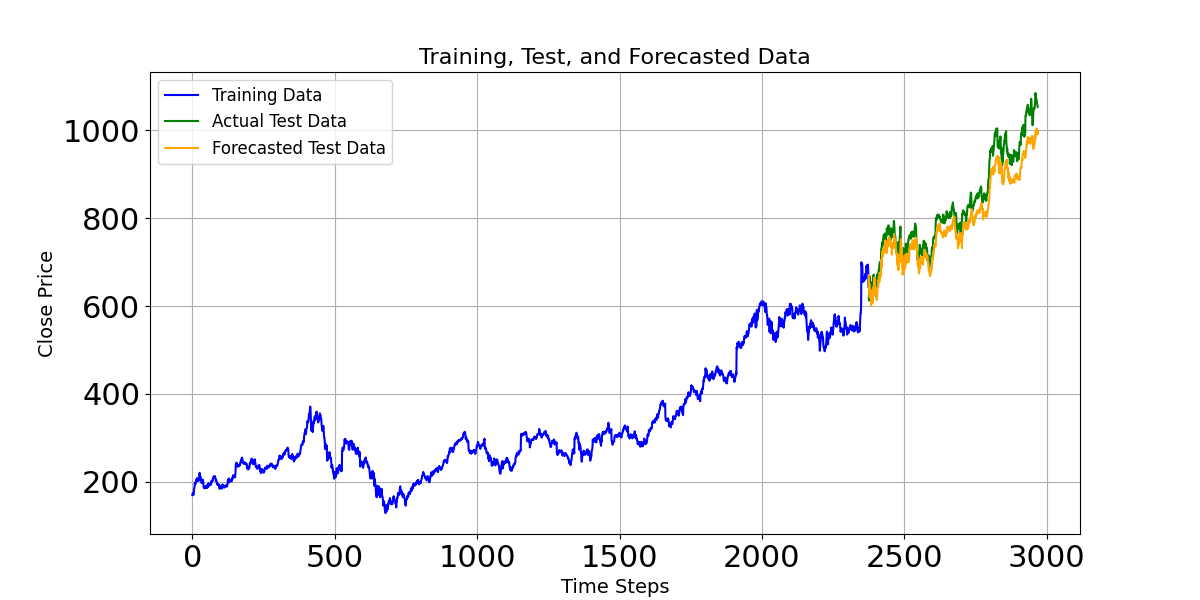 Training, Test, and Forecasted Data
Training Data
Actual Test Data
Forecasted Test Data
Close Price
1000
800
600
400
200
0 500 1000 1500 2000 2500 3000
Time Steps